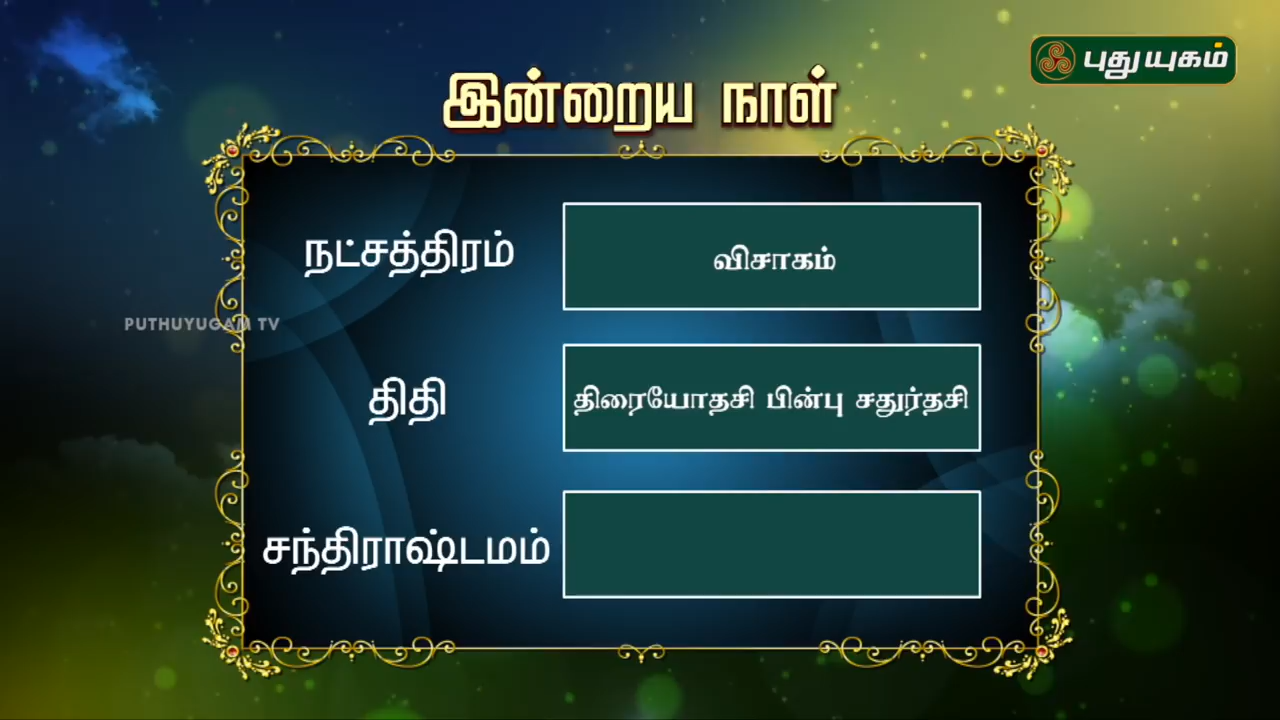 புதுயுகம்
இன்றைய நாள்
நட்சத்திரம்
விசாகம்
PUTHUYUGAM TV
திதி
திரையோதசி பின்பு சதுர்தசி
சந்திராஷ்டமம்